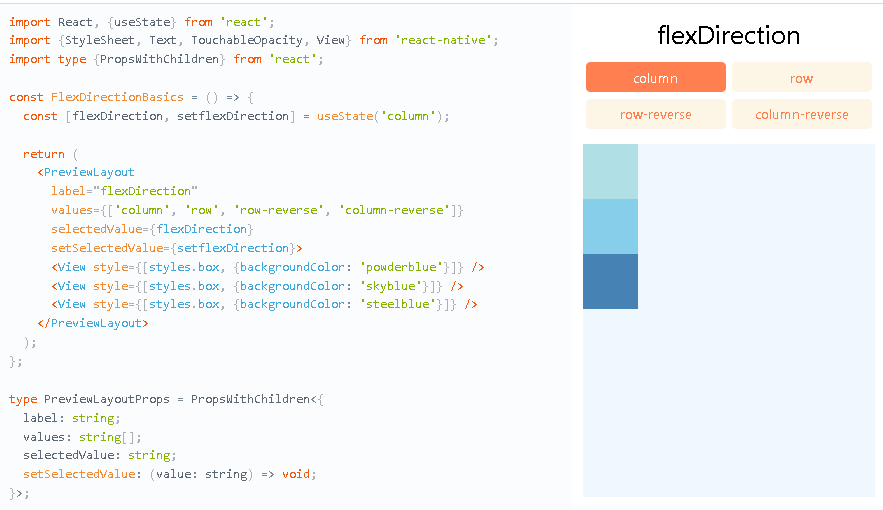 import React, {useState} from 'react';
import {StyleSheet, Text, TouchableOpacity, View} from 'react-native';
import type {PropsWithChildren} from 'react';

const FlexDirectionBasics = () => {
  const [flexDirection, setflexDirection] = useState('column');

  return (
    <PreviewLayout
      label="flexDirection"
      values={['column', 'row', 'row-reverse', 'column-reverse']}
      selectedValue={flexDirection}
      setSelectedValue={setflexDirection}>
      <View style={[styles.box, {backgroundColor: 'powderblue'}]} />
      <View style={[styles.box, {backgroundColor: 'skyblue'}]} />
      <View style={[styles.box, {backgroundColor: 'steelblue'}]} />
    </PreviewLayout>
  );
};

type PreviewLayoutProps = PropsWithChildren<{
  label: string;
  values: string[];
  selectedValue: string;
  setSelectedValue: (value: string) => void;
}>;
flexDirection
column
row
row-reverse
column-reverse